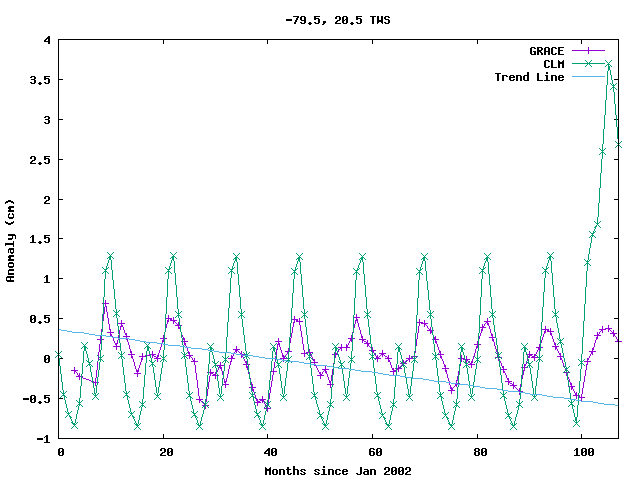 -79.5, 20.5 TWS
GRACE
CLM
Trend Line
4
3.5
3
2.5
2
1.5
1
0.5
0
-0.5
-1
Anomaly (cm)
0 20 40 60 80 100
Months since Jan 2002